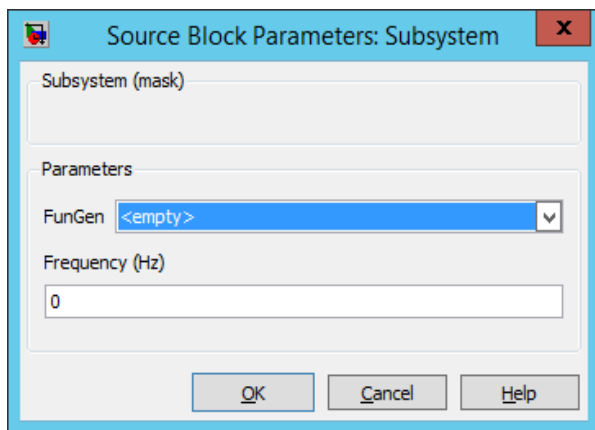 Source Block Parameters: Subsystem
x
Subsystem (mask)
Parameters
FunGen <empty>
Frequency (Hz)
0
OK Cancel Help